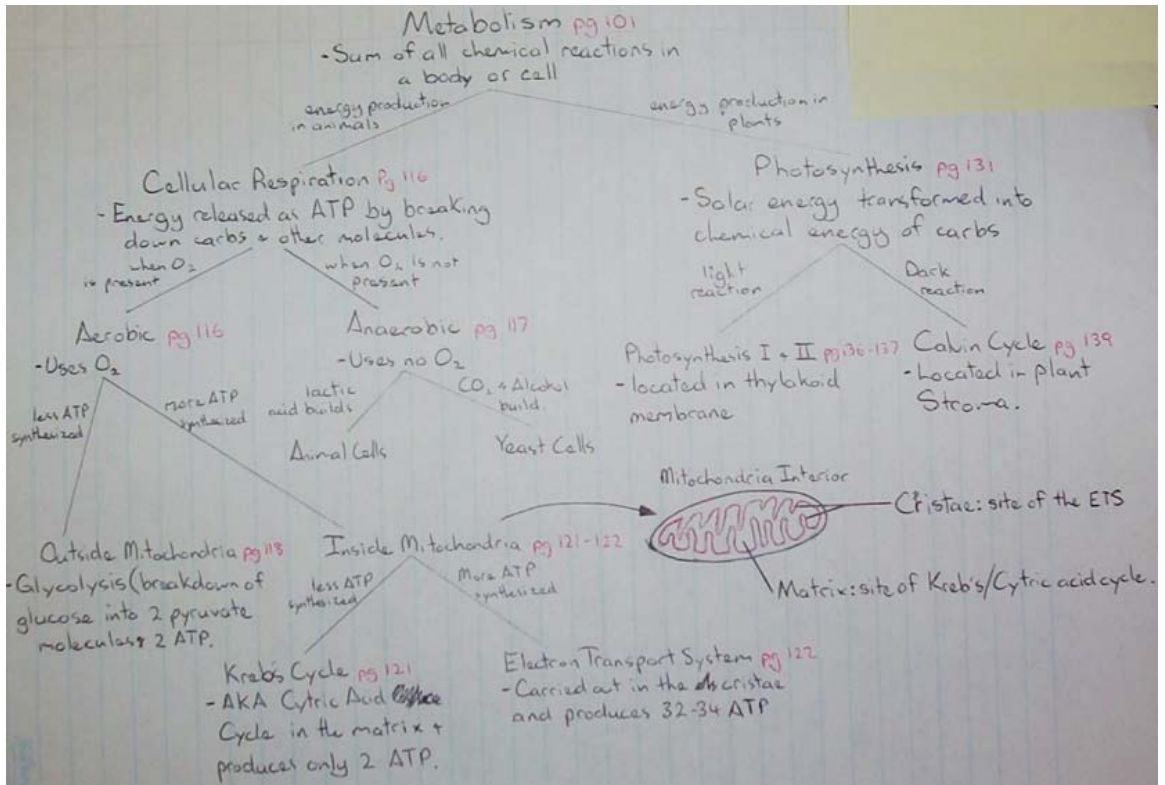 Metabolism pg 101
- Sum of all chemical reactions in
a body or cell
energy production
in animals
energy production in
plants
Cellular Respiration Pg 116
- Energy released as ATP by breaking
down carbs + other molecules.
when O2
is present
when O2 is not
present
Photosynthesis pg 131
- Solar energy transformed into
chemical energy of carbs
light
reaction
Dark
reaction
Aerobic pg 116
- Uses O2
Anaerobic pg 117
- Uses no O2
Photosynthesis I + II pg 136-137
- located in thylakoid
membrane
Calvin Cycle pg 139
- Located in plant
Stroma.
less ATP
synthesized
more ATP
synthesized
lactic
acid builds
CO2 + Alcohol
build.
Animal Cells
Yeast Cells
Mitochondria Interior
Cristae: site of the ETS
Matrix: site of Kreb's/Cytric acid cycle.
Outside Mitochondria pg 118
- Glycolysis (breakdown of
glucose into 2 pyruvate
molecules + 2 ATP.
Inside Mitochondria pg 121-122
less ATP
synthesized
More ATP
synthesized
Kreb's Cycle pg 121
- AKA Cytric Acid
Cycle in the matrix +
produces only 2 ATP.
Electron Transport System pg 122
- Carried out in the cristae
and produces 32-34 ATP